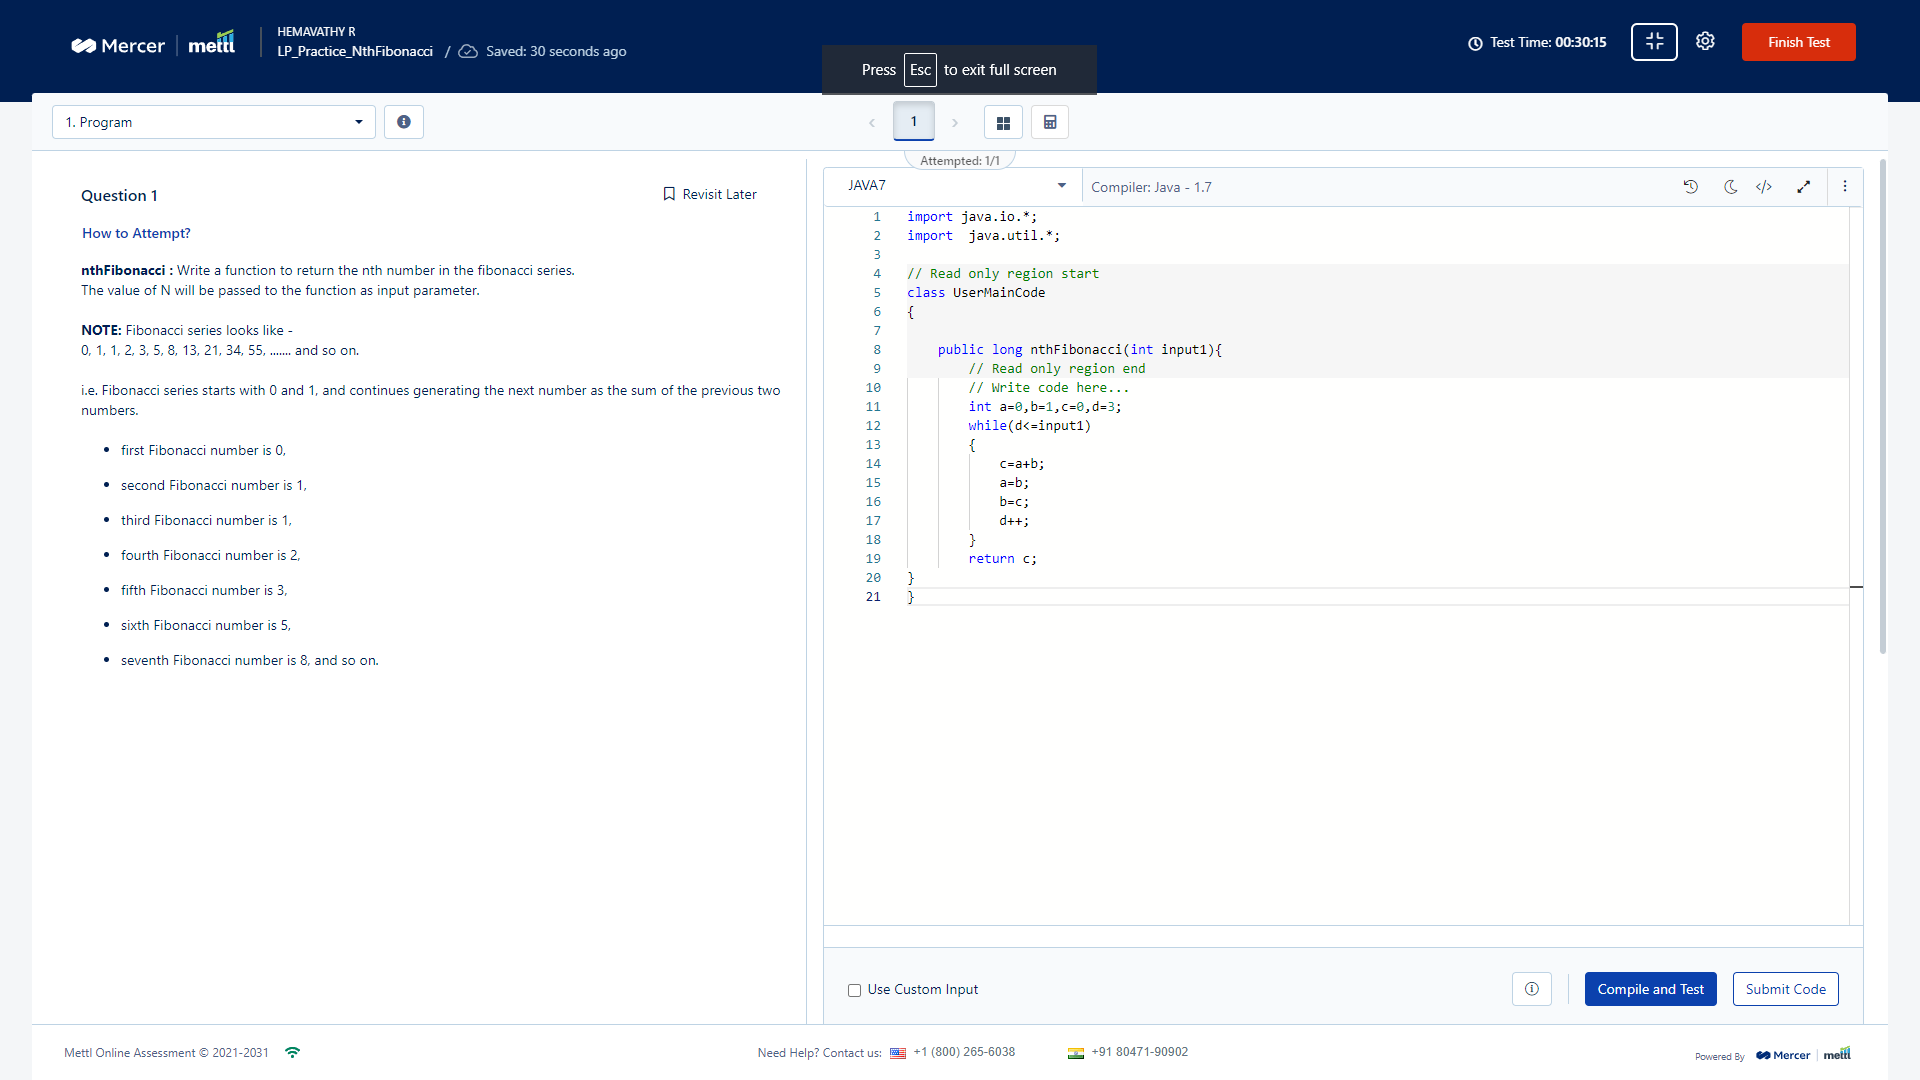 Mercer mettl
HEMAVATHY R
LP_Practice_NthFibonacci / Saved: 30 seconds ago
Press Esc to exit full screen
Test Time: 00:30:15
Finish Test
1. Program
1
Attempted: 1/1
Question 1
Revisit Later
How to Attempt?
nthFibonacci : Write a function to return the nth number in the fibonacci series.
The value of N will be passed to the function as input parameter.
NOTE: Fibonacci series looks like -
0, 1, 1, 2, 3, 5, 8, 13, 21, 34, 55, ....... and so on.
i.e. Fibonacci series starts with 0 and 1, and continues generating the next number as the sum of the previous two
numbers.
• first Fibonacci number is 0,
• second Fibonacci number is 1,
• third Fibonacci number is 1,
• fourth Fibonacci number is 2,
• fifth Fibonacci number is 3,
• sixth Fibonacci number is 5,
• seventh Fibonacci number is 8, and so on.
JAVA7
Compiler: Java - 1.7
1 import java.io.*;
2 import  java.util.*;
3
4 // Read only region start
5 class UserMainCode
6 {
7
8     public long nthFibonacci(int input1){
9         // Read only region end
10         // Write code here...
11         int a=0,b=1,c=0,d=3;
12         while(d<=input1)
13         {
14             c=a+b;
15             a=b;
16             b=c;
17             d++;
18         }
19         return c;
20 }
21 }
Use Custom Input
Compile and Test
Submit Code
Mettl Online Assessment © 2021-2031
Need Help? Contact us: +1 (800) 265-6038
+91 80471-90902
Powered By Mercer mettl